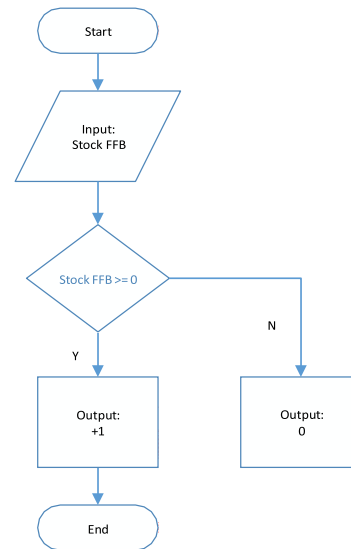 Start
Input:
Stock FFB
Stock FFB >= 0
N
Y
Output:
+1
Output:
0
End